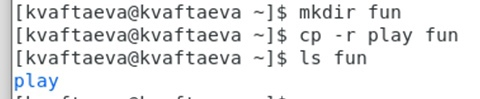 [kvaftaeva@kvaftaeva ~]$ mkdir fun
[kvaftaeva@kvaftaeva ~]$ cp -r play fun
[kvaftaeva@kvaftaeva ~]$ ls fun
play